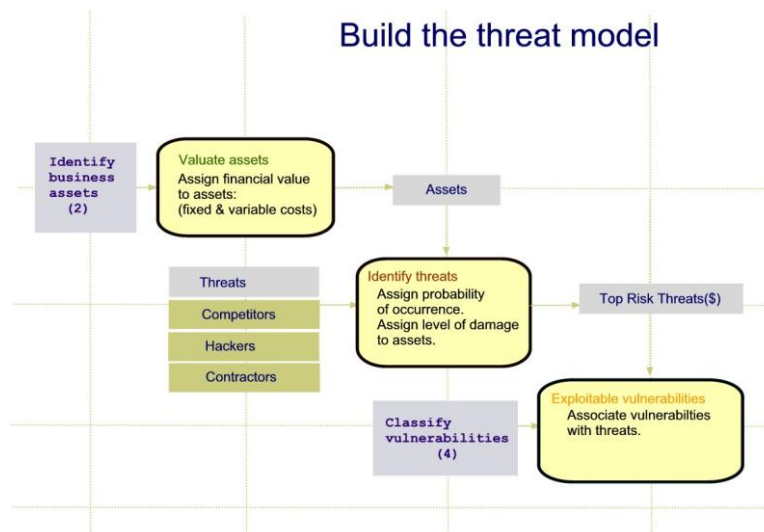 Build the threat model
Identify
business
assets
(2)
Valuate assets
Assign financial value
to assets:
(fixed & variable costs)
Assets
Threats
Competitors
Hackers
Contractors
Identify threats
Assign probability
of occurrence.
Assign level of damage
to assets.
Top Risk Threats($)
Classify
vulnerabilities
(4)
Exploitable vulnerabilities
Associate vulnerabilties
with threats.